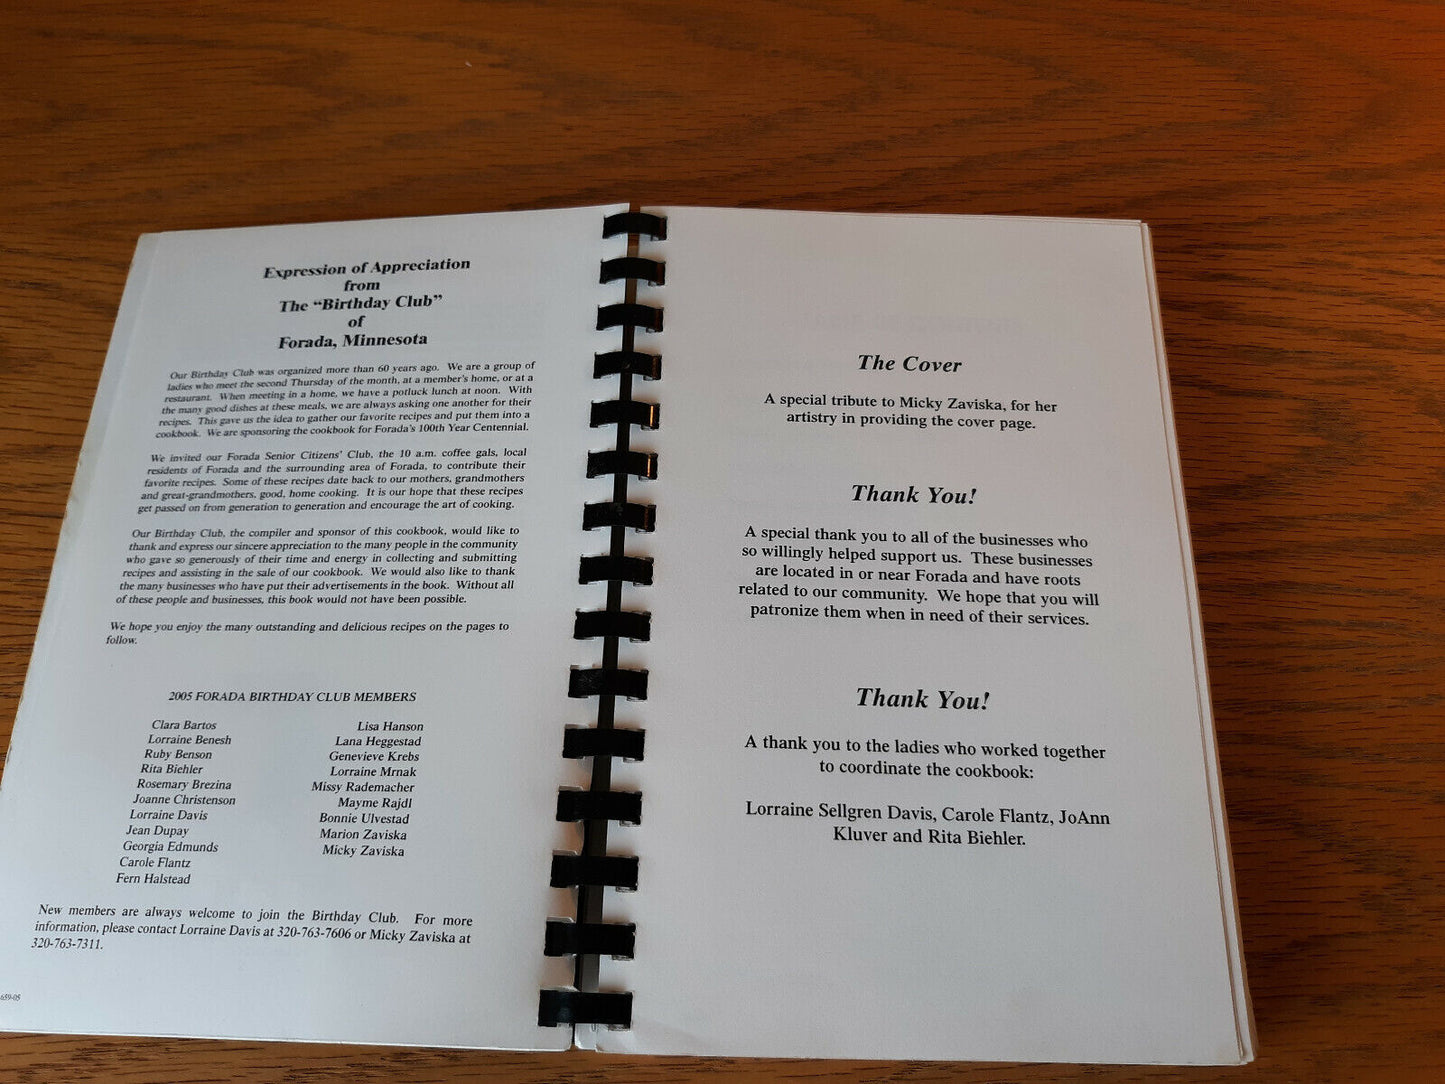 Expression of Appreciation
from
The “Birthday Club”
of
Forada, Minnesota
Our Birthday Club was organized more than 60 years ago. We are a group of
ladies who meet the second Thursday of the month, at a member's home, or at a
restaurant. When meeting in a home, we have a potluck lunch at noon. With
the many good dishes at these meals, we are always asking one another for their
recipes. This gave us the idea to gather our favorite recipes and put them into a
cookbook. We are sponsoring the cookbook for Forada's 100th Year Centennial.
We invited our Forada Senior Citizens' Club, the 10 a.m. coffee gals, local
residents of Forada and the surrounding area of Forada, to contribute their
favorite recipes. Some of these recipes date back to our mothers, grandmothers
and great-grandmothers, good, home cooking. It is our hope that these recipes
get passed on from generation to generation and encourage the art of cooking.
Our Birthday Club, the compiler and sponsor of this cookbook, would like to
thank and express our sincere appreciation to the many people in the community
who gave so generously of their time and energy in collecting and submitting
recipes and assisting in the sale of our cookbook. We would also like to thank
the many businesses who have put their advertisements in the book. Without all
of these people and businesses, this book would not have been possible.
We hope you enjoy the many outstanding and delicious recipes on the pages to
follow.
2005 FORADA BIRTHDAY CLUB MEMBERS
Clara Bartos
Lorraine Benesh
Ruby Benson
Rita Biehler
Rosemary Brezina
Joanne Christenson
Lorraine Davis
Jean Dupay
Georgia Edmunds
Carole Flantz
Fern Halstead
Lisa Hanson
Lana Heggestad
Genevieve Krebs
Lorraine Mrnak
Missy Rademacher
Mayme Rajdl
Bonnie Ulvestad
Marion Zaviska
Micky Zaviska
New members are always welcome to join the Birthday Club. For more
information, please contact Lorraine Davis at 320-763-7606 or Micky Zaviska at
320-763-7311.
659-05
The Cover
A special tribute to Micky Zaviska, for her
artistry in providing the cover page.
Thank You!
A special thank you to all of the businesses who
so willingly helped support us. These businesses
are located in or near Forada and have roots
related to our community. We hope that you will
patronize them when in need of their services.
Thank You!
A thank you to the ladies who worked together
to coordinate the cookbook:
Lorraine Sellgren Davis, Carole Flantz, JoAnn
Kluver and Rita Biehler.